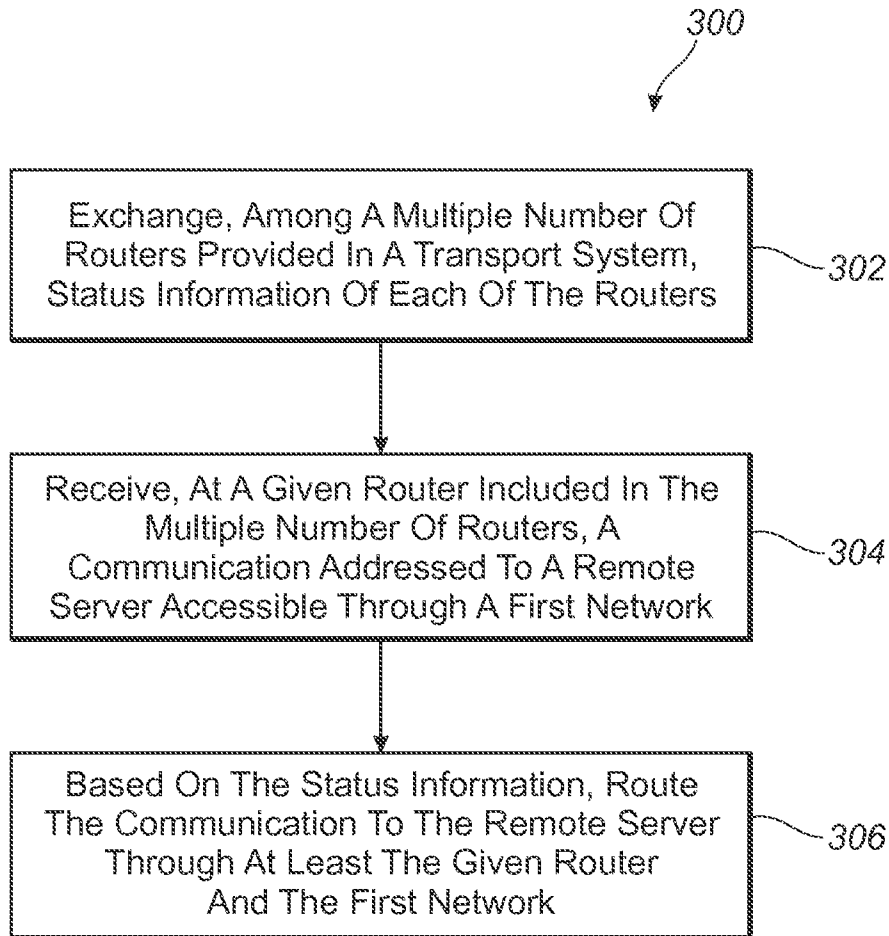 300
Exchange, Among A Multiple Number Of
Routers Provided In A Transport System,
Status Information Of Each Of The Routers
302
Receive, At A Given Router Included In The
Multiple Number Of Routers, A
Communication Addressed To A Remote
Server Accessible Through A First Network
304
Based On The Status Information, Route
The Communication To The Remote Server
Through At Least The Given Router
And The First Network
306